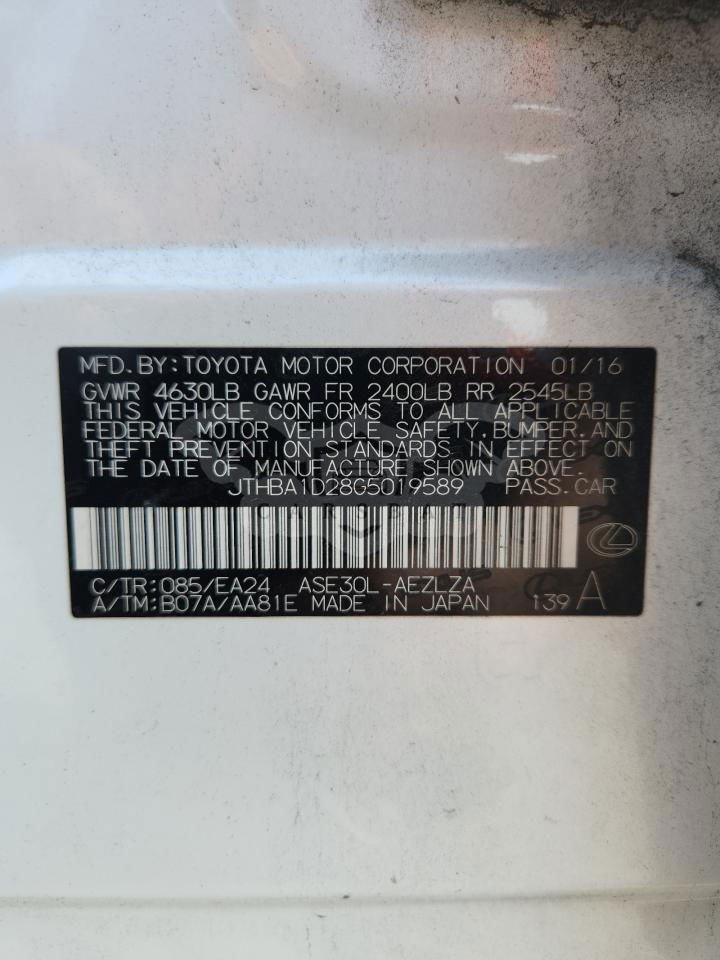 MFD.BY:TOYOTA MOTOR CORPORATION 01/16
GVWR 4630LB GAWR FR 2400LB RR 2545LB
THIS VEHICLE CONFORMS TO ALL APPLICABLE
FEDERAL MOTOR VEHICLE SAFETY,BUMPER,AND
THEFT PREVENTION STANDARDS IN EFFECT ON
THE DATE OF MANUFACTURE SHOWN ABOVE.
JTHBA1D28G5019589 PASS.CAR
C/TR:085/EA24 ASE30L-AEZLZA
A/TM:B07A/AA81E MADE IN JAPAN 139 A